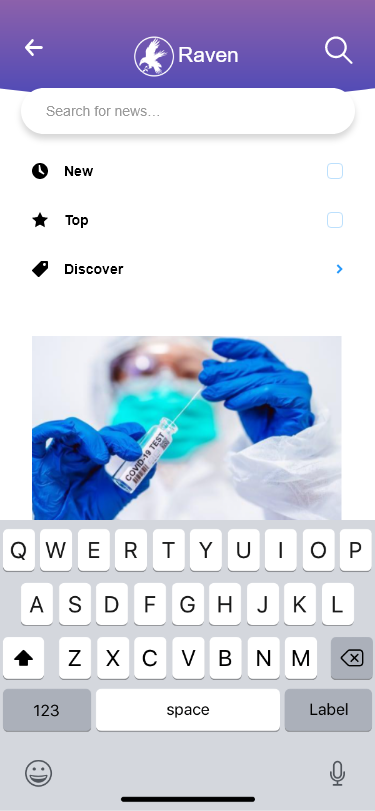 Raven
Search for news...
New
Top
Discover
COVID-19 TEST
Q W E R T Y U I O P
A S D F G H J K L
Z X C V B N M
123 space Label